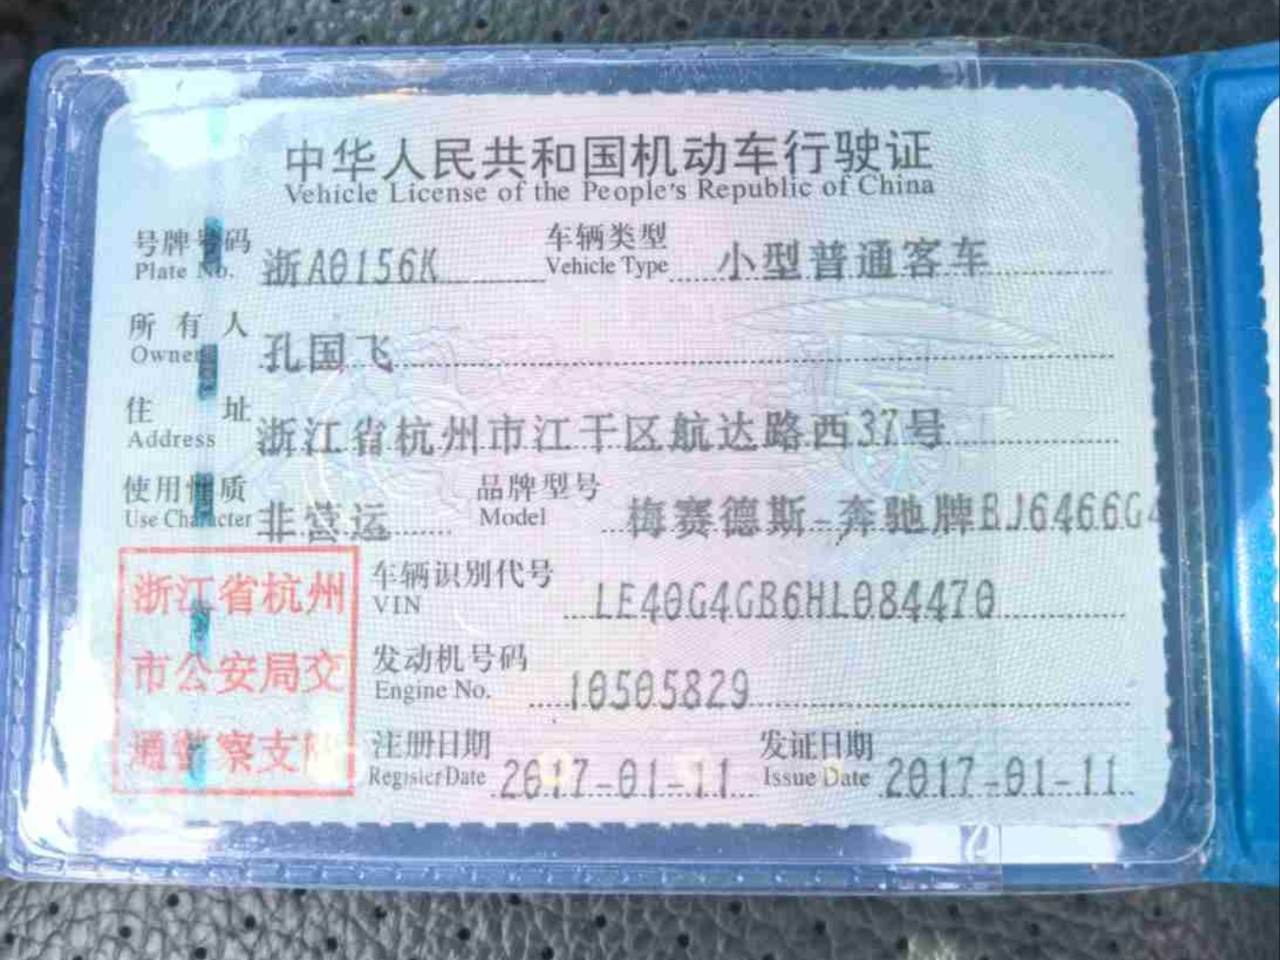 中华人民共和国机动车行驶证
Vehicle License of the People's Republic of China
号牌号码 浙A0156K 车辆类型 小型普通客车
Plate No. Vehicle Type
所有人 孔国飞
Owner
住址 浙江省杭州市江干区航达路西37号
Address
使用性质 非营运 品牌型号 梅赛德斯-奔驰牌BJ6466G4
Use Character Model
浙江省杭州
市公安局交
通警察支队
车辆识别代号 LE40G4GB6HL084470
VIN
发动机号码 10505829
Engine No.
注册日期 2017-01-11 发证日期 2017-01-11
Register Date Issue Date